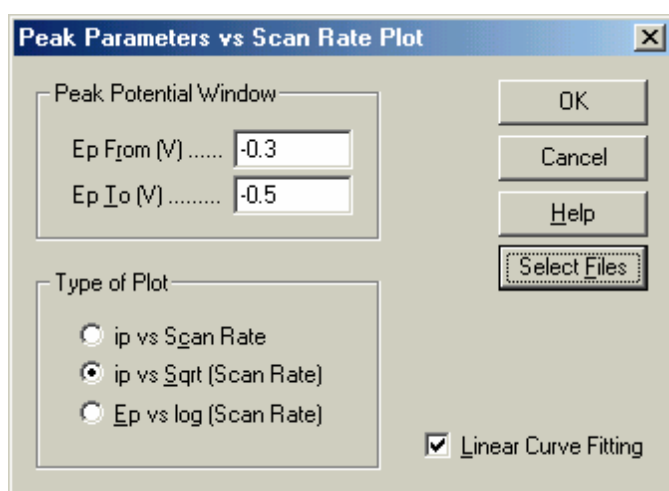 Peak Parameters vs Scan Rate Plot
Peak Potential Window
Ep From (V) ...... -0.3
Ep To (V) ......... -0.5
OK
Cancel
Help
Select Files
Type of Plot
ip vs Scan Rate
ip vs Sqrt (Scan Rate)
Ep vs log (Scan Rate)
Linear Curve Fitting